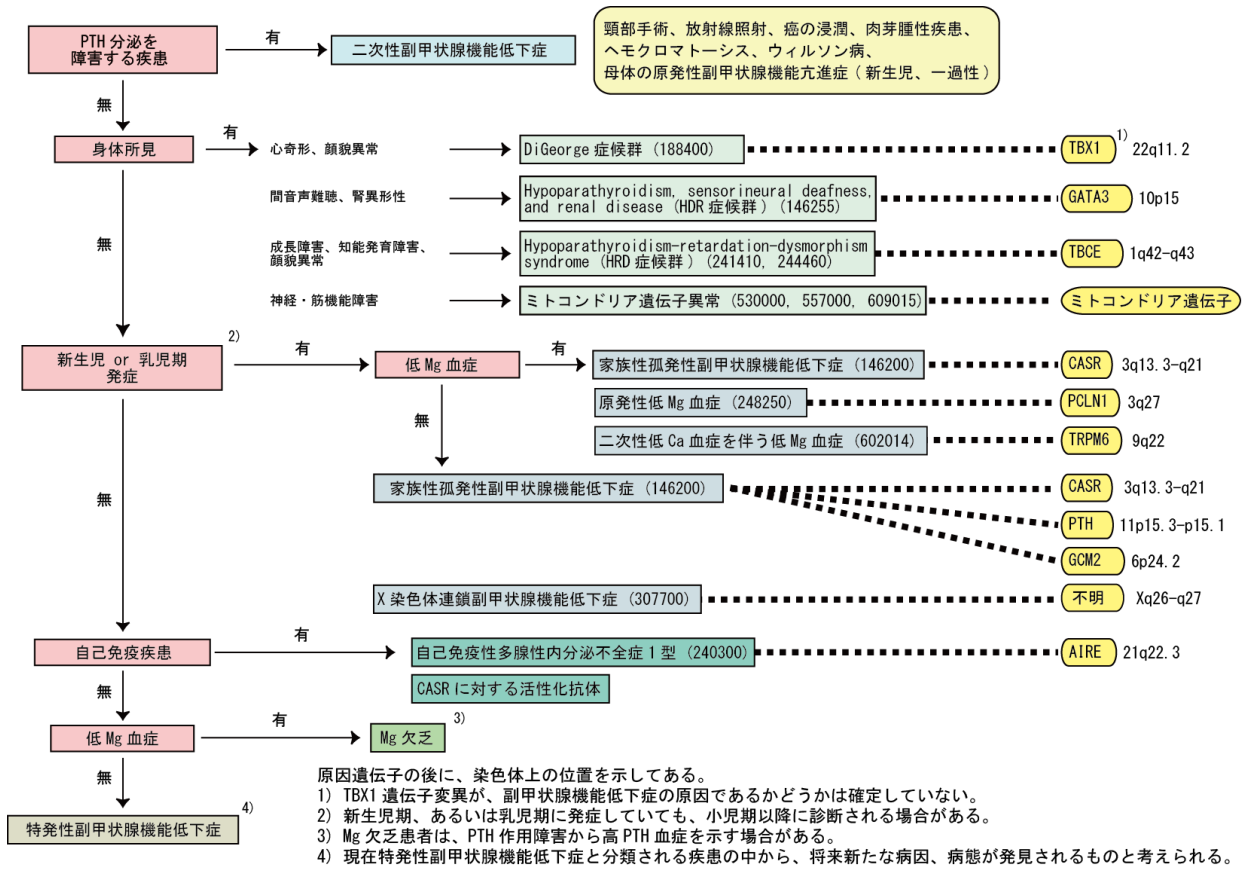 PTH 分泌を
障害する疾患
有
二次性副甲状腺機能低下症
頸部手術、放射線照射、癌の浸潤、肉芽腫性疾患、
ヘモクロマトーシス、ウィルソン病、
母体の原発性副甲状腺機能亢進症 ( 新生児、一過性 )
無
身体所見
有
心奇形、顔貌異常
DiGeorge 症候群 (188400)
TBX1
1)
22q11.2
間音声難聴、腎異形性
Hypoparathyroidism, sensorineural deafness,
and renal disease (HDR 症候群 ) (146255)
GATA3
10p15
無
成長障害、知能発育障害、
顔貌異常
Hypoparathyroidism-retardation-dysmorphism
syndrome (HRD 症候群 ) (241410, 244460)
TBCE
1q42-q43
神経・筋機能障害
ミトコンドリア遺伝子異常 (530000, 557000, 609015)
ミトコンドリア遺伝子
新生児 or 乳児期
発症
2)
有
低 Mg 血症
有
家族性孤発性副甲状腺機能低下症 (146200)
CASR
3q13.3-q21
原発性低 Mg 血症 (248250)
PCLN1
3q27
無
二次性低 Ca 血症を伴う低 Mg 血症 (602014)
TRPM6
9q22
家族性孤発性副甲状腺機能低下症 (146200)
CASR
3q13.3-q21
無
PTH
11p15.3-p15.1
GCM2
6p24.2
X 染色体連鎖副甲状腺機能低下症 (307700)
不明
Xq26-q27
自己免疫疾患
有
自己免疫性多腺性内分泌不全症 1 型 (240300)
AIRE
21q22.3
無
CASR に対する活性化抗体
低 Mg 血症
有
Mg 欠乏
3)
無
特発性副甲状腺機能低下症
4)
原因遺伝子の後に、染色体上の位置を示してある。
1) TBX1 遺伝子変異が、副甲状腺機能低下症の原因であるかどうかは確定していない。
2) 新生児期、あるいは乳児期に発症していても、小児期以降に診断される場合がある。
3) Mg 欠乏患者は、PTH 作用障害から高 PTH 血症を示す場合がある。
4) 現在特発性副甲状腺機能低下症と分類される疾患の中から、将来新たな病因、病態が発見されるものと考えられる。